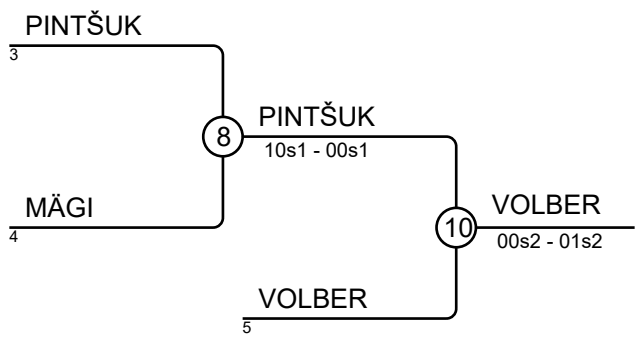 PINTŠUK
3
8
PINTŠUK
10s1 - 00s1
MÄGI
4
10
VOLBER
00s2 - 01s2
VOLBER
5